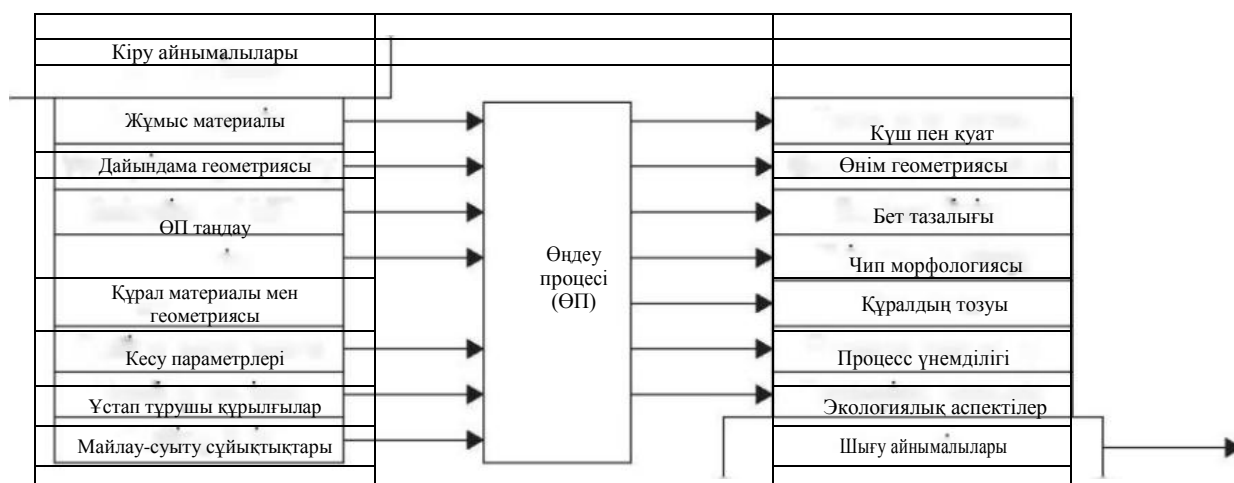 Кіру айнымалылары
Жұмыс материалы
Дайындама геометриясы
ӨП таңдау
Құрал материалы мен
геометриясы
Кесу параметрлері
Ұстап тұрушы құрылғылар
Майлау-суыту сұйықтықтары
Өңдеу
процесі
(ӨП)
Күш пен қуат
Өнім геометриясы
Бет тазалығы
Чип морфологиясы
Құралдың тозуы
Процесс үнемділігі
Экологиялық аспектілер
Шығу айнымалылары